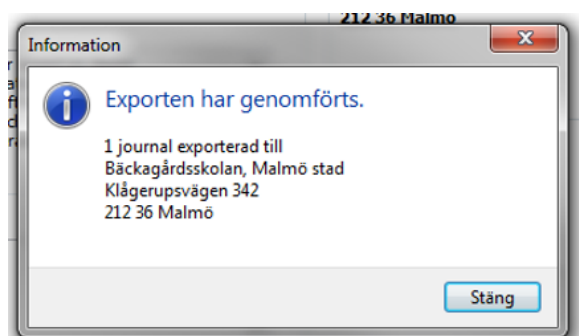 212 36 Malmö
Information
Exporten har genomförts.
1 journal exporterad till
Bäckagårdsskolan, Malmö stad
Klågerupsvägen 342
212 36 Malmö
Stäng